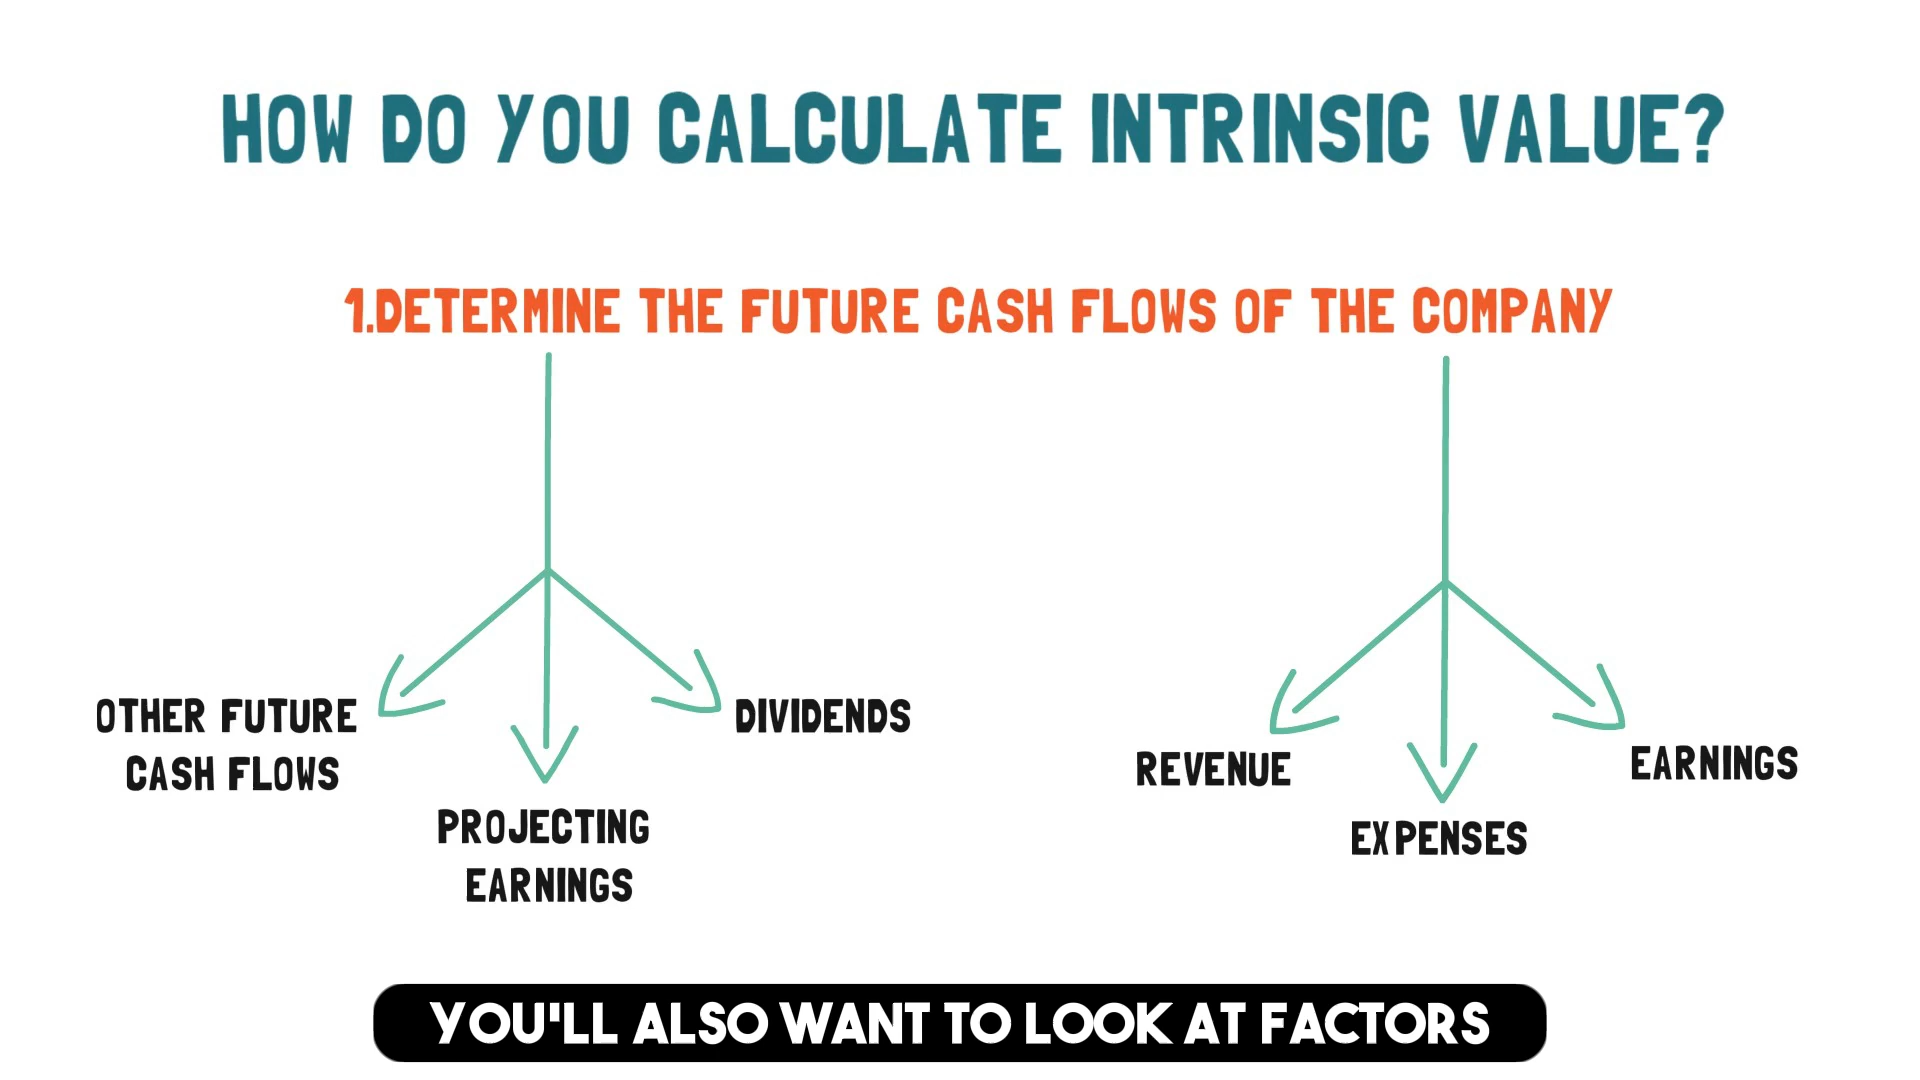 HOW DO YOU CALCULATE INTRINSIC VALUE?
1.DETERMINE THE FUTURE CASH FLOWS OF THE COMPANY
OTHER FUTURE
CASH FLOWS
PROJECTING
EARNINGS
DIVIDENDS
REVENUE
EXPENSES
EARNINGS
YOU'LL ALSO WANT TO LOOK AT FACTORS